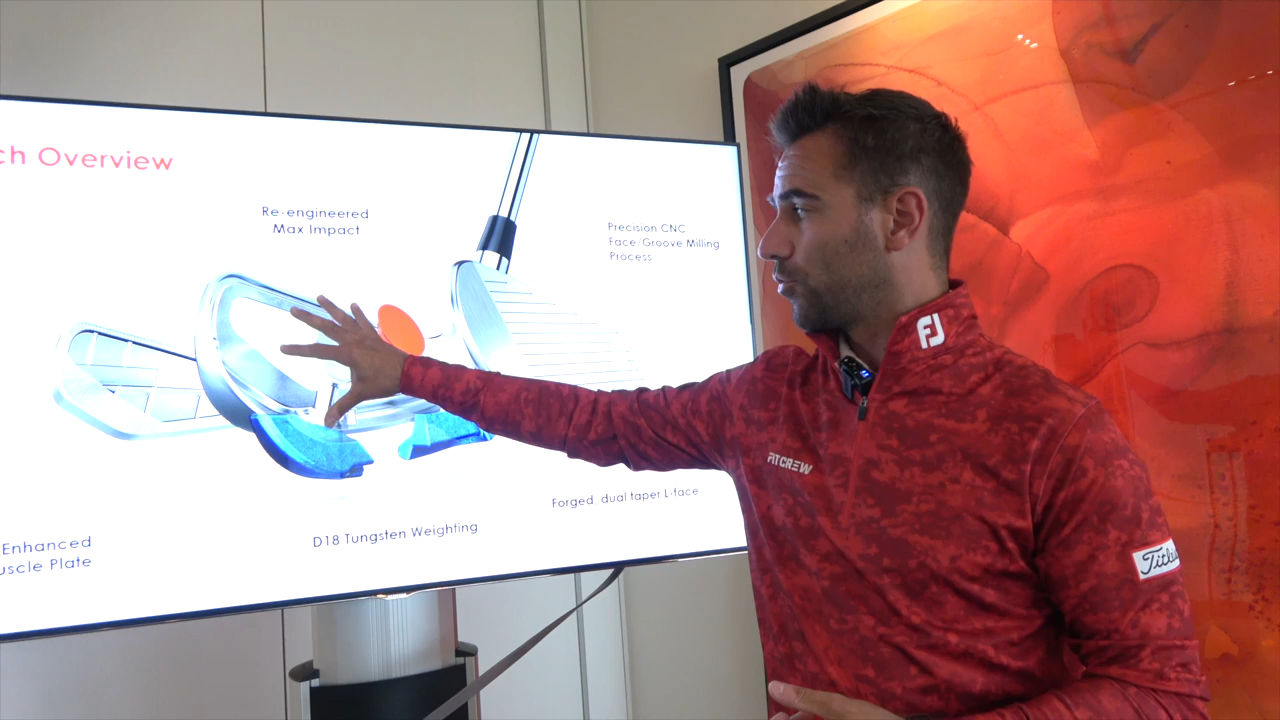 ch Overview
Re-engineered
Max Impact
Precision CNC
Face/Groove Milling
Process
Forged, dual taper L-face
D18 Tungsten Weighting
Enhanced
uscle Plate
FJ
FITCREW
Titleis